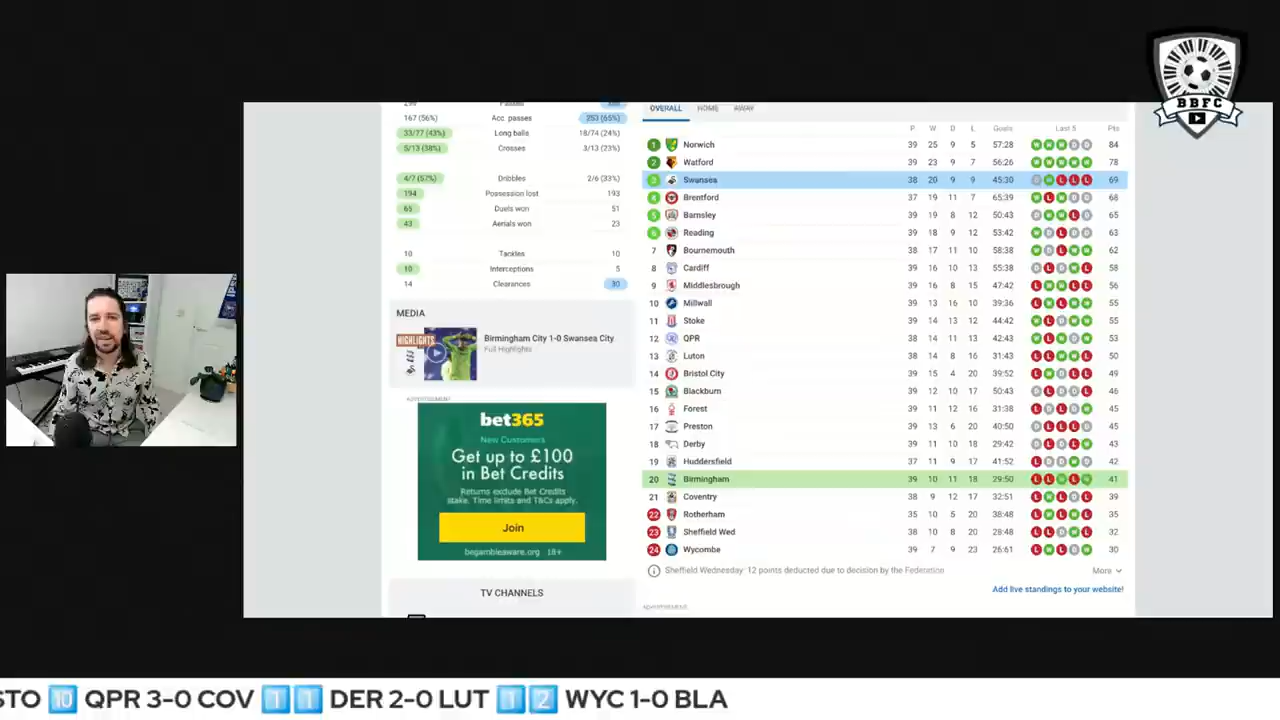 BBFC
167 (56%) Acc. passes 253 (65%)
33/77 (43%) Long balls 18/74 (24%)
5/13 (38%) Crosses 3/13 (23%)
4/7 (57%) Dribbles 2/6 (33%)
194 Possession lost 193
65 Duels won 51
43 Aerials won 23
10 Tackles 10
10 Interceptions 5
14 Clearances 30
MEDIA
HIGHLIGHTS
Birmingham City 1-0 Swansea City
Full Highlights
ADVERTISEMENT
bet365
New Customers
Get up to £100
in Bet Credits
Returns exclude Bet Credits
stake. Time limits and T&Cs apply.
Join
begambleaware.org 18+
TV CHANNELS
OVERALL HOME AWAY
P W D L Goals Last 5 Pts
1 Norwich 39 25 9 5 57:28 W W W D D 84
2 Watford 39 23 9 7 56:26 W W W W W 78
3 Swansea 38 20 9 9 45:30 D W L L L 69
4 Brentford 37 19 11 7 65:39 W L W D D 68
5 Barnsley 39 19 8 12 50:43 D W W L D 65
6 Reading 39 18 9 12 53:42 W D L D D 63
7 Bournemouth 38 17 11 10 58:38 W D L W W 62
8 Cardiff 39 16 10 13 55:38 D L D W L 58
9 Middlesbrough 39 16 8 15 47:42 L W W L L 56
10 Millwall 39 13 16 10 39:36 W L D L W 55
11 Stoke 39 14 13 12 44:42 W L D W W 55
12 QPR 38 14 11 13 42:43 W L W D W 53
13 Luton 38 14 8 16 31:43 L L W W L 50
14 Bristol City 39 15 4 20 39:52 L W D L L 49
15 Blackburn 39 12 10 17 50:43 D L D D L 46
16 Forest 39 11 12 16 31:38 L D L D W 45
17 Preston 39 13 6 20 40:50 D L L L D 45
18 Derby 39 11 10 18 29:42 D L D L W 43
19 Huddersfield 37 11 9 17 41:52 L D D W D 42
20 Birmingham 39 10 11 18 29:50 L L W L W 41
21 Coventry 38 9 12 17 32:51 L W L D L 39
22 Rotherham 35 10 5 20 38:48 L W L L L 35
23 Sheffield Wed 38 10 8 20 28:48 L L D W L 32
24 Wycombe 39 7 9 23 26:61 L W L D W 30
Sheffield Wednesday: 12 points deducted due to decision by the Federation
More
Add live standings to your website!
ADVERTISEMENT
STO 10 QPR 3-0 COV 1 1 DER 2-0 LUT 1 2 WYC 1-0 BLA